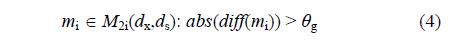 mᵢ ∈ M₂ᵢ(dₓ,dₛ): abs(diff(mᵢ)) > θg (4)